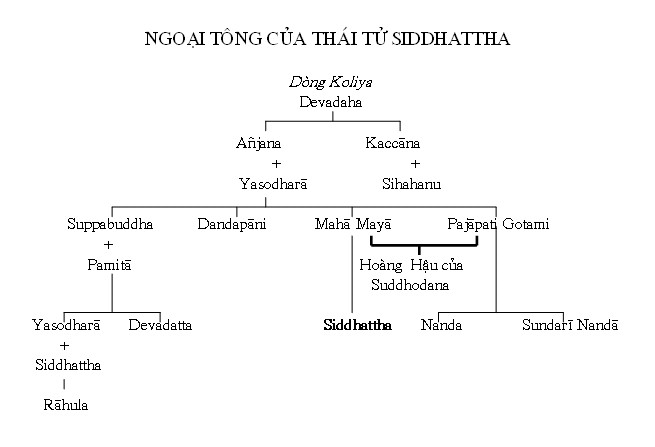 NGOẠI TÔNG CỦA THÁI TỬ SIDDHATTHA
Dòng Koliya
Devadaha
Añjana Kaccāna
+ +
Yasodharā Sihahanu
Suppabuddha Dandapāni Mahā Mayā Pajāpati Gotami
+
Pamitā Hoàng Hậu của
Suddhodana
Yasodharā Devadatta Siddhattha Nanda Sundarī Nandā
+
Siddhattha
Rāhula